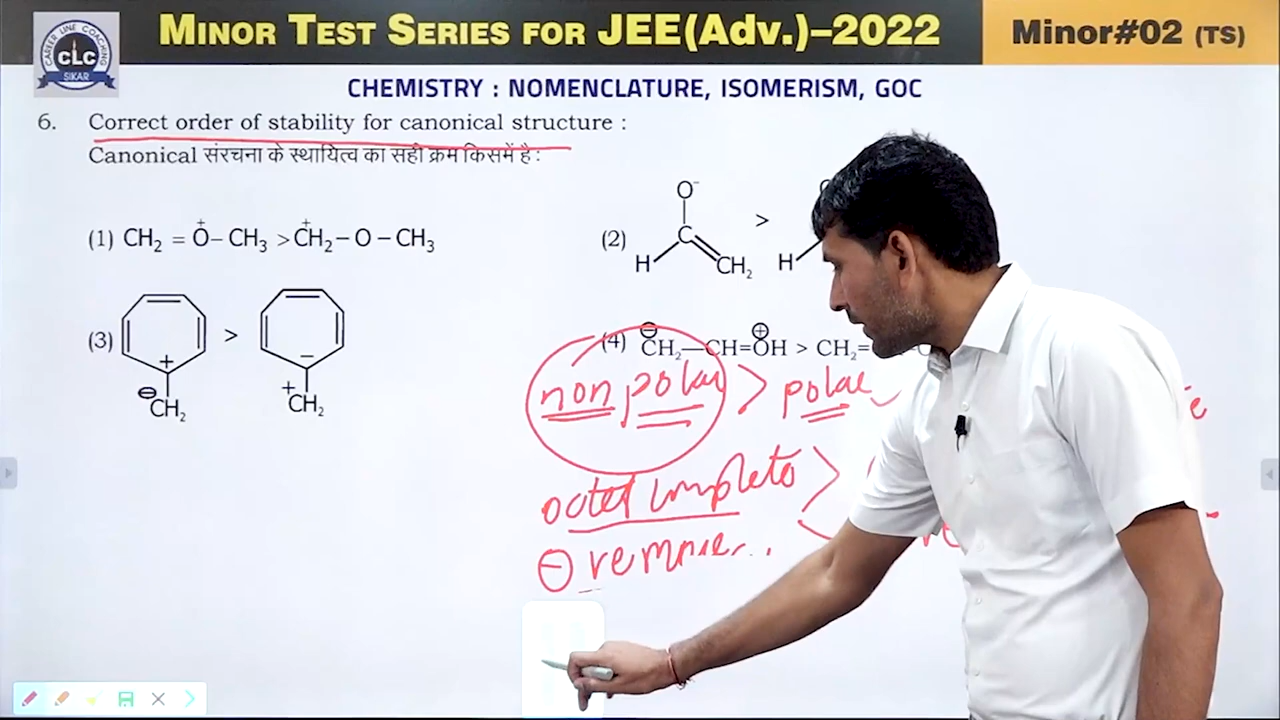 CAREER LINE COACHING
CLC
SIKAR
MINOR TEST SERIES FOR JEE(Adv.)–2022
Minor#02 (TS)
CHEMISTRY : NOMENCLATURE, ISOMERISM, GOC
6. Correct order of stability for canonical structure :
Canonical संरचना के स्थायित्व का सही क्रम किसमें है :
(1) CH₂ = O⁺ – CH₃ > C⁺H₂ – O – CH₃
(2) O⁻ H C CH₂ > H
(3) + ⊖ CH₂ > – + CH₂
(4) ⊖CH₂—CH=⊕OH > CH₂=
non polar > polar
octet complete >
⊖